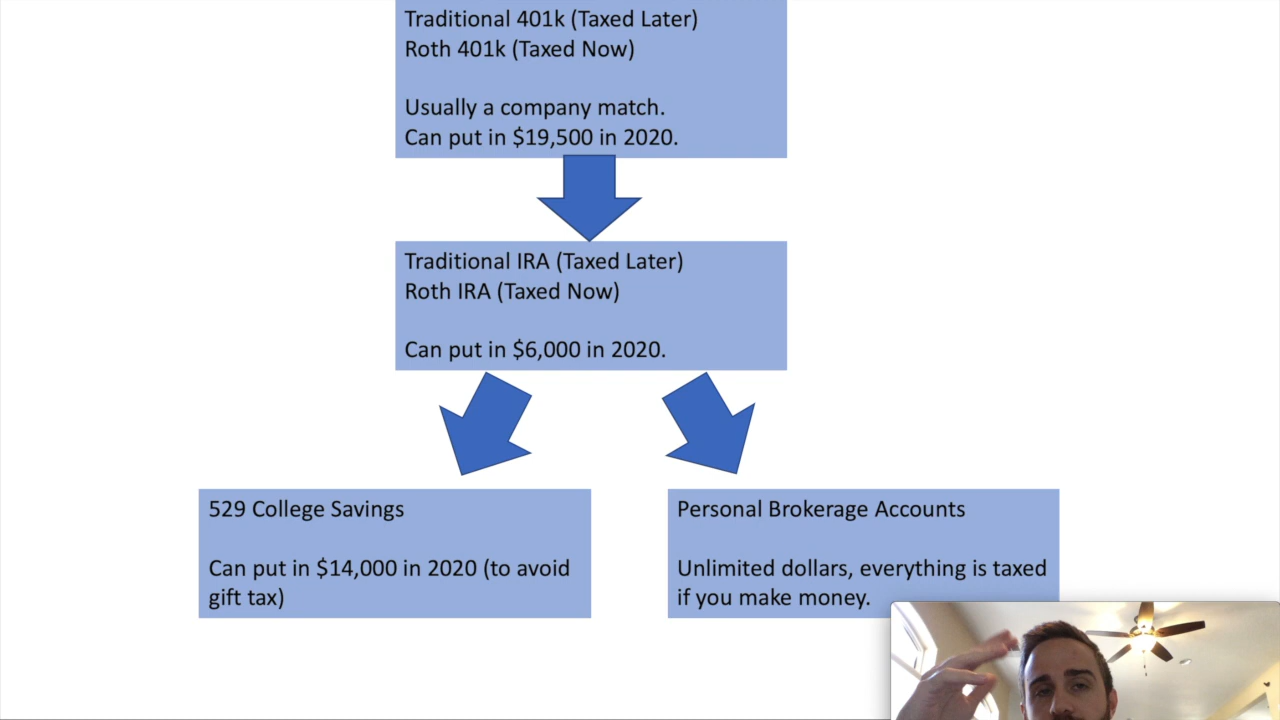 Traditional 401k (Taxed Later)
Roth 401k (Taxed Now)
Usually a company match.
Can put in $19,500 in 2020.
Traditional IRA (Taxed Later)
Roth IRA (Taxed Now)
Can put in $6,000 in 2020.
529 College Savings
Can put in $14,000 in 2020 (to avoid
gift tax)
Personal Brokerage Accounts
Unlimited dollars, everything is taxed
if you make money.